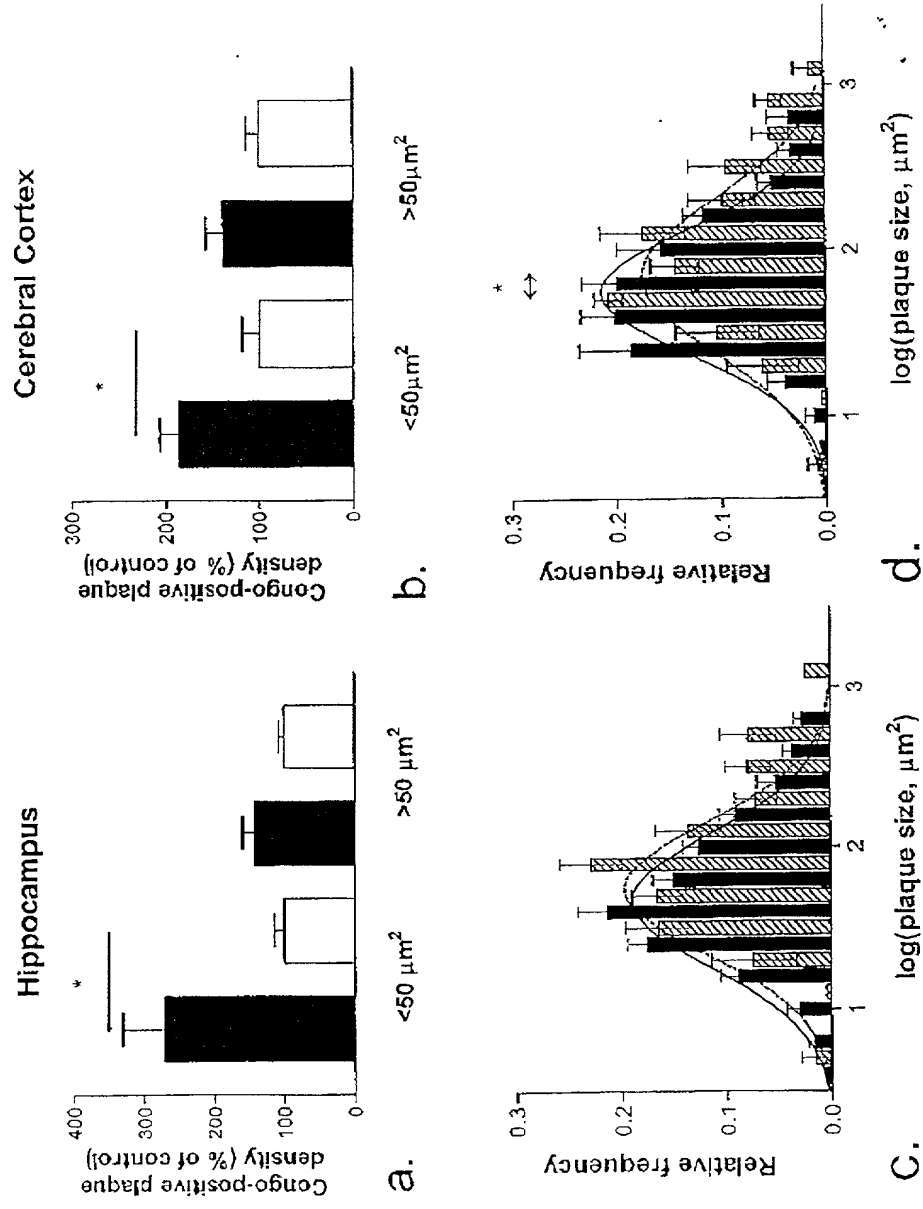 Hippocampus
Congo-positive plaque
density (% of control)
400
300
200
100
0
<50 μm²
>50 μm²
*
a.
Cerebral Cortex
Congo-positive plaque
density (% of control)
300
200
100
0
<50μm²
>50μm²
*
b.
Relative frequency
0.3
0.2
0.1
0.0
1
2
3
log(plaque size, μm²)
c.
Relative frequency
0.3
0.2
0.1
0.0
1
2
3
*
log(plaque size, μm²)
d.